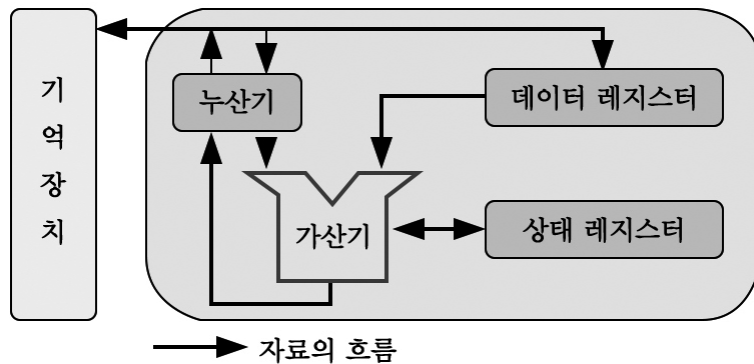 기억장치
누산기
데이터 레지스터
가산기
상태 레지스터
자료의 흐름